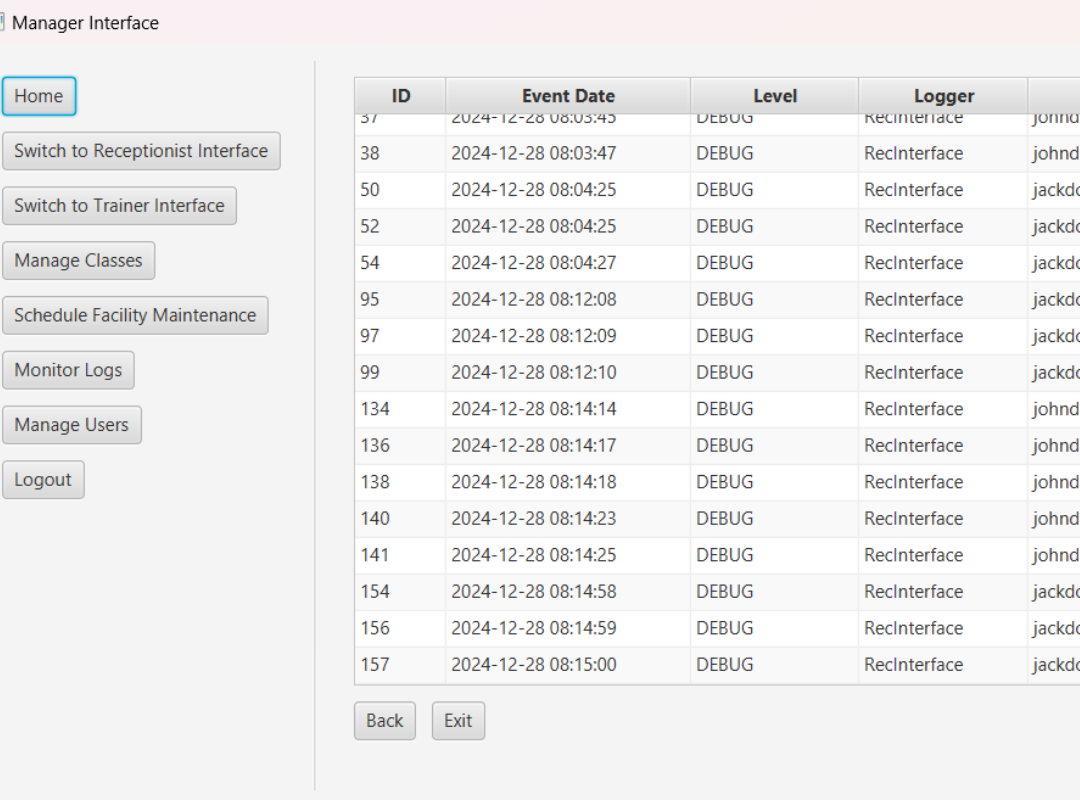 Manager Interface
Home
Switch to Receptionist Interface
Switch to Trainer Interface
Manage Classes
Schedule Facility Maintenance
Monitor Logs
Manage Users
Logout
ID Event Date Level Logger
37 2024-12-28 08:03:45 DEBUG RecInterface johnd
38 2024-12-28 08:03:47 DEBUG RecInterface johnd
50 2024-12-28 08:04:25 DEBUG RecInterface jackdo
52 2024-12-28 08:04:25 DEBUG RecInterface jackdo
54 2024-12-28 08:04:27 DEBUG RecInterface jackdo
95 2024-12-28 08:12:08 DEBUG RecInterface jackdo
97 2024-12-28 08:12:09 DEBUG RecInterface jackdo
99 2024-12-28 08:12:10 DEBUG RecInterface jackdo
134 2024-12-28 08:14:14 DEBUG RecInterface johnd
136 2024-12-28 08:14:17 DEBUG RecInterface johnd
138 2024-12-28 08:14:18 DEBUG RecInterface johnd
140 2024-12-28 08:14:23 DEBUG RecInterface johnd
141 2024-12-28 08:14:25 DEBUG RecInterface johnd
154 2024-12-28 08:14:58 DEBUG RecInterface jackdo
156 2024-12-28 08:14:59 DEBUG RecInterface jackdo
157 2024-12-28 08:15:00 DEBUG RecInterface jackdo
Back Exit